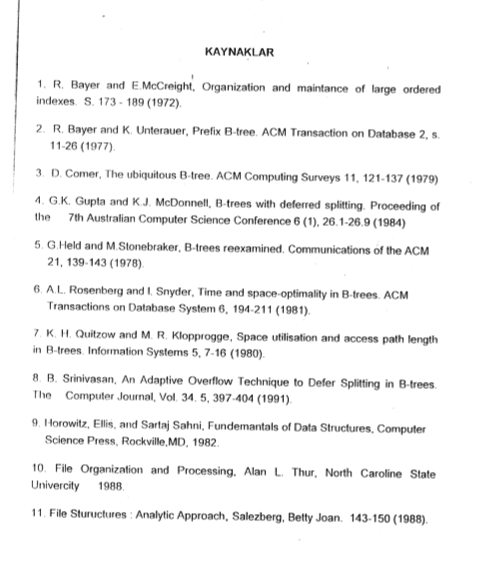 KAYNAKLAR
1. R. Bayer and E.McCreight, Organization and maintance of large ordered
indexes. S. 173 - 189 (1972).
2. R. Bayer and K. Unterauer, Prefix B-tree. ACM Transaction on Database 2, s.
11-26 (1977).
3. D. Comer, The ubiquitous B-tree. ACM Computing Surveys 11, 121-137 (1979)
4. G.K. Gupta and K.J. McDonnell, B-trees with deferred splitting. Proceeding of
the 7th Australian Computer Science Conference 6 (1), 26.1-26.9 (1984)
5. G.Held and M.Stonebraker, B-trees reexamined. Communications of the ACM
21, 139-143 (1978).
6. A.L. Rosenberg and I. Snyder, Time and space-optimality in B-trees. ACM
Transactions on Database System 6, 194-211 (1981).
7. K. H. Quitzow and M. R. Klopprogge, Space utilisation and access path length
in B-trees. Information Systems 5, 7-16 (1980).
8. B. Srinivasan, An Adaptive Overflow Technique to Defer Splitting in B-trees.
The Computer Journal, Vol. 34. 5, 397-404 (1991).
9. Horowitz, Ellis, and Sartaj Sahni, Fundemantals of Data Structures, Computer
Science Press, Rockville,MD, 1982.
10. File Organization and Processing, Alan L. Thur, North Caroline State
Univercity 1988.
11. File Stuructures : Analytic Approach, Salezberg, Betty Joan. 143-150 (1988).